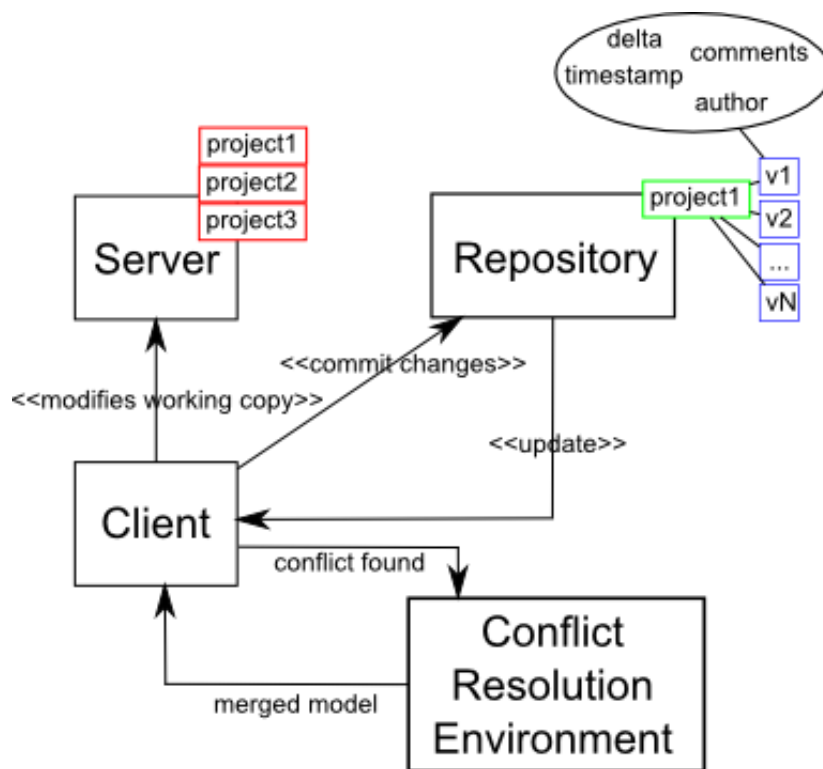 delta
comments
timestamp
author
project1
project2
project3
Server
Repository
project1
v1
v2
...
vN
<<commit changes>>
<<modifies working copy>>
<<update>>
Client
conflict found
merged model
Conflict
Resolution
Environment